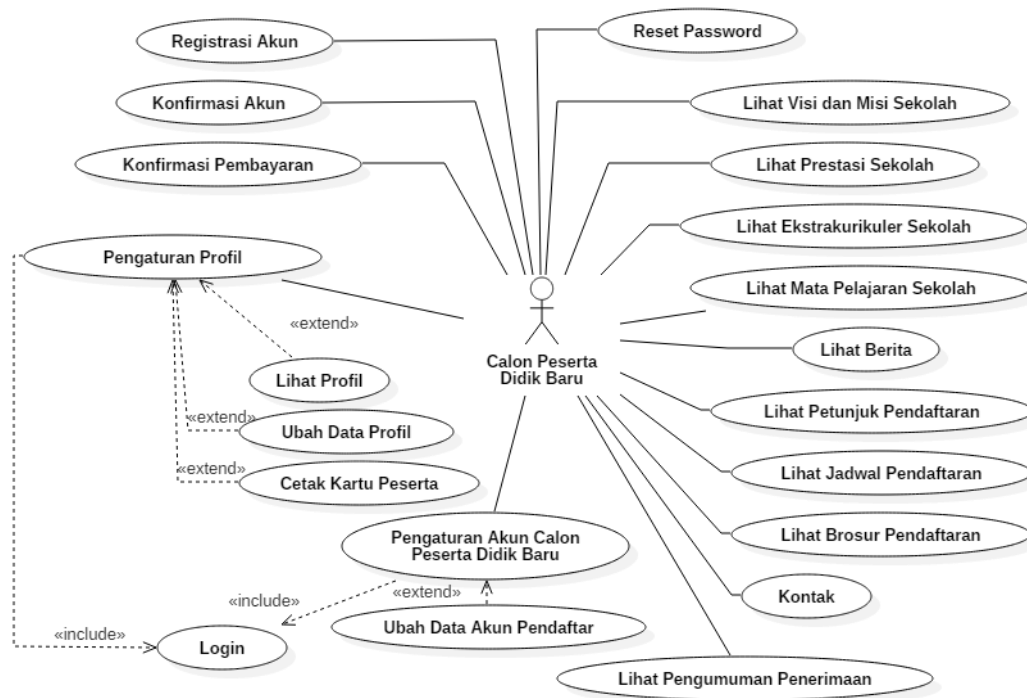 Registrasi Akun
Reset Password
Konfirmasi Akun
Lihat Visi dan Misi Sekolah
Konfirmasi Pembayaran
Lihat Prestasi Sekolah
Lihat Ekstrakurikuler Sekolah
Pengaturan Profil
Lihat Mata Pelajaran Sekolah
«extend»
Lihat Berita
Calon Peserta
Didik Baru
Lihat Profil
Lihat Petunjuk Pendaftaran
«extend»
Ubah Data Profil
«extend»
Cetak Kartu Peserta
Lihat Jadwal Pendaftaran
Pengaturan Akun Calon
Peserta Didik Baru
Lihat Brosur Pendaftaran
«extend»
«include»
Kontak
Ubah Data Akun Pendaftar
«include»
Login
Lihat Pengumuman Penerimaan